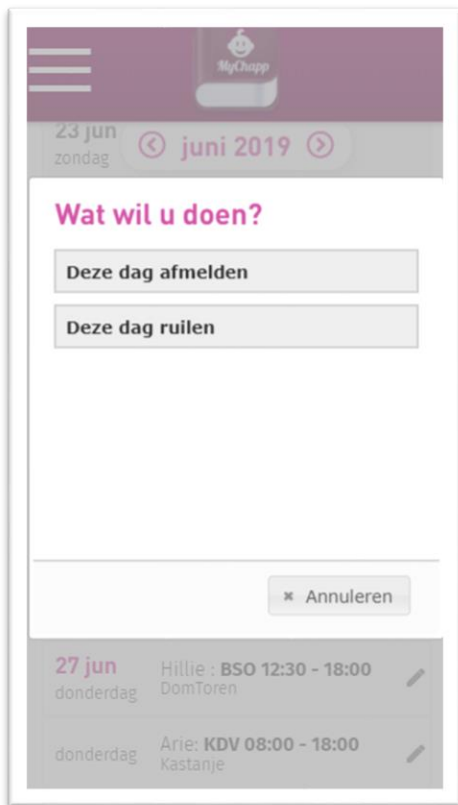 MyChapp
23 jun
zondag
juni 2019
Wat wil u doen?
Deze dag afmelden
Deze dag ruilen
Annuleren
27 jun
donderdag
Hillie : BSO 12:30 - 18:00
DomToren
donderdag
Arie: KDV 08:00 - 18:00
Kastanje